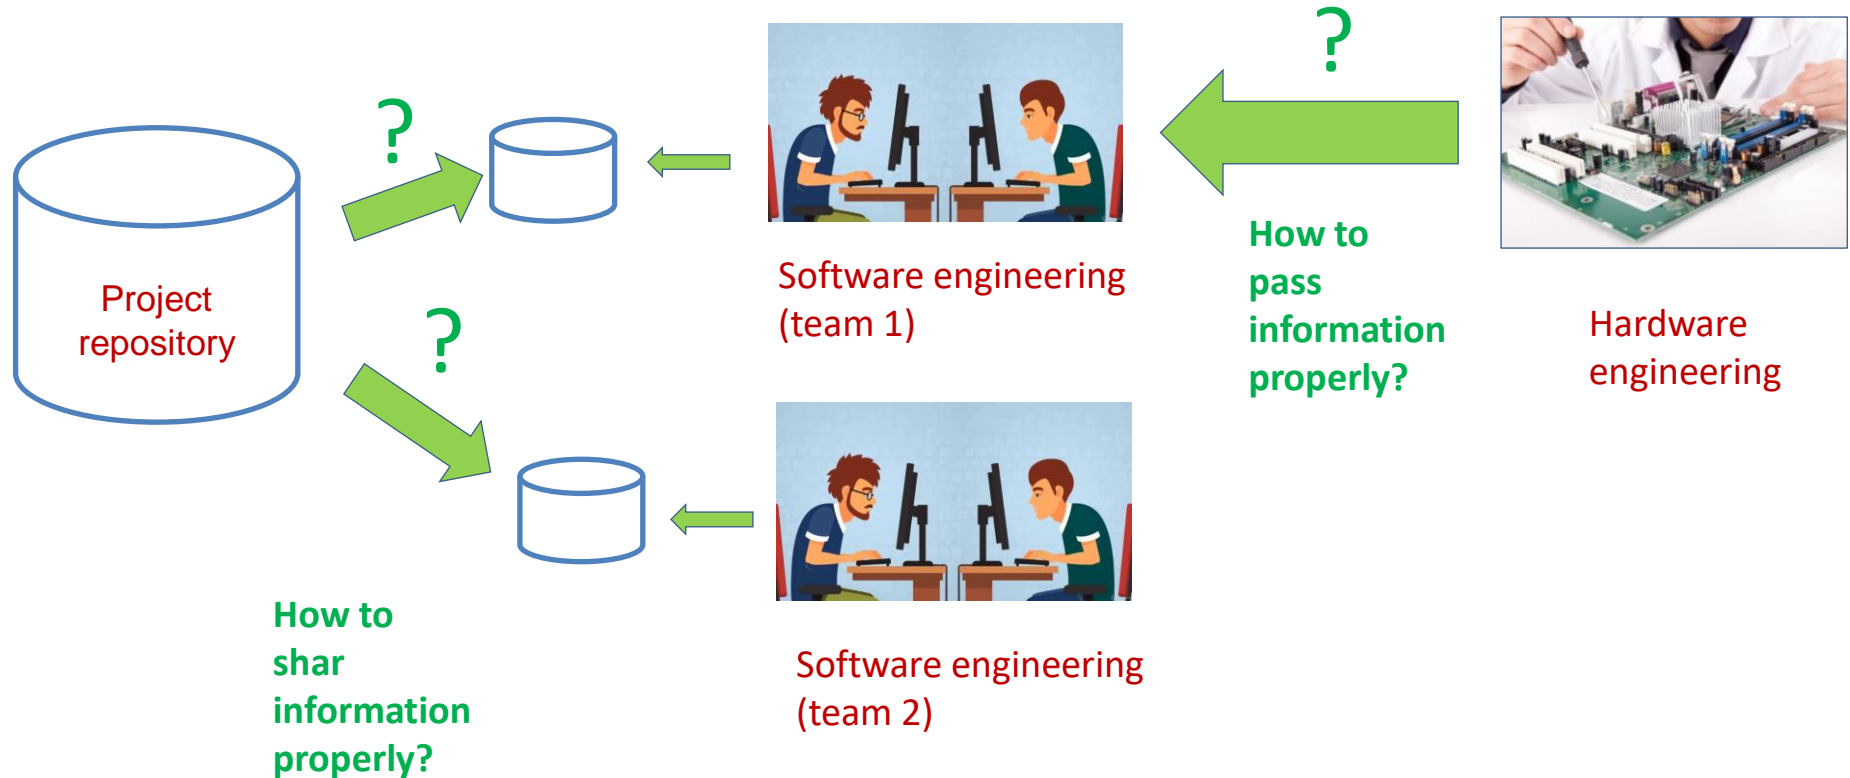 ?
?
Project
repository
?
How to
shar
information
properly?
Software engineering
(team 1)
Software engineering
(team 2)
?
How to
pass
information
properly?
Hardware
engineering